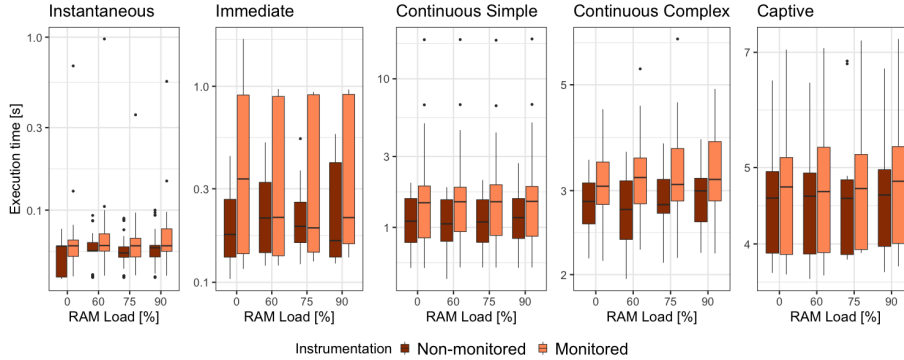 Instantaneous
Immediate
Continuous Simple
Continuous Complex
Captive
Execution time [s]
1.0
0.3
0.1
0
60
75
90
RAM Load [%]
1.0
0.3
0.1
0
60
75
90
RAM Load [%]
10
3
1
0
60
75
90
RAM Load [%]
5
3
2
0
60
75
90
RAM Load [%]
7
5
4
0
60
75
90
RAM Load [%]
Instrumentation Non-monitored Monitored